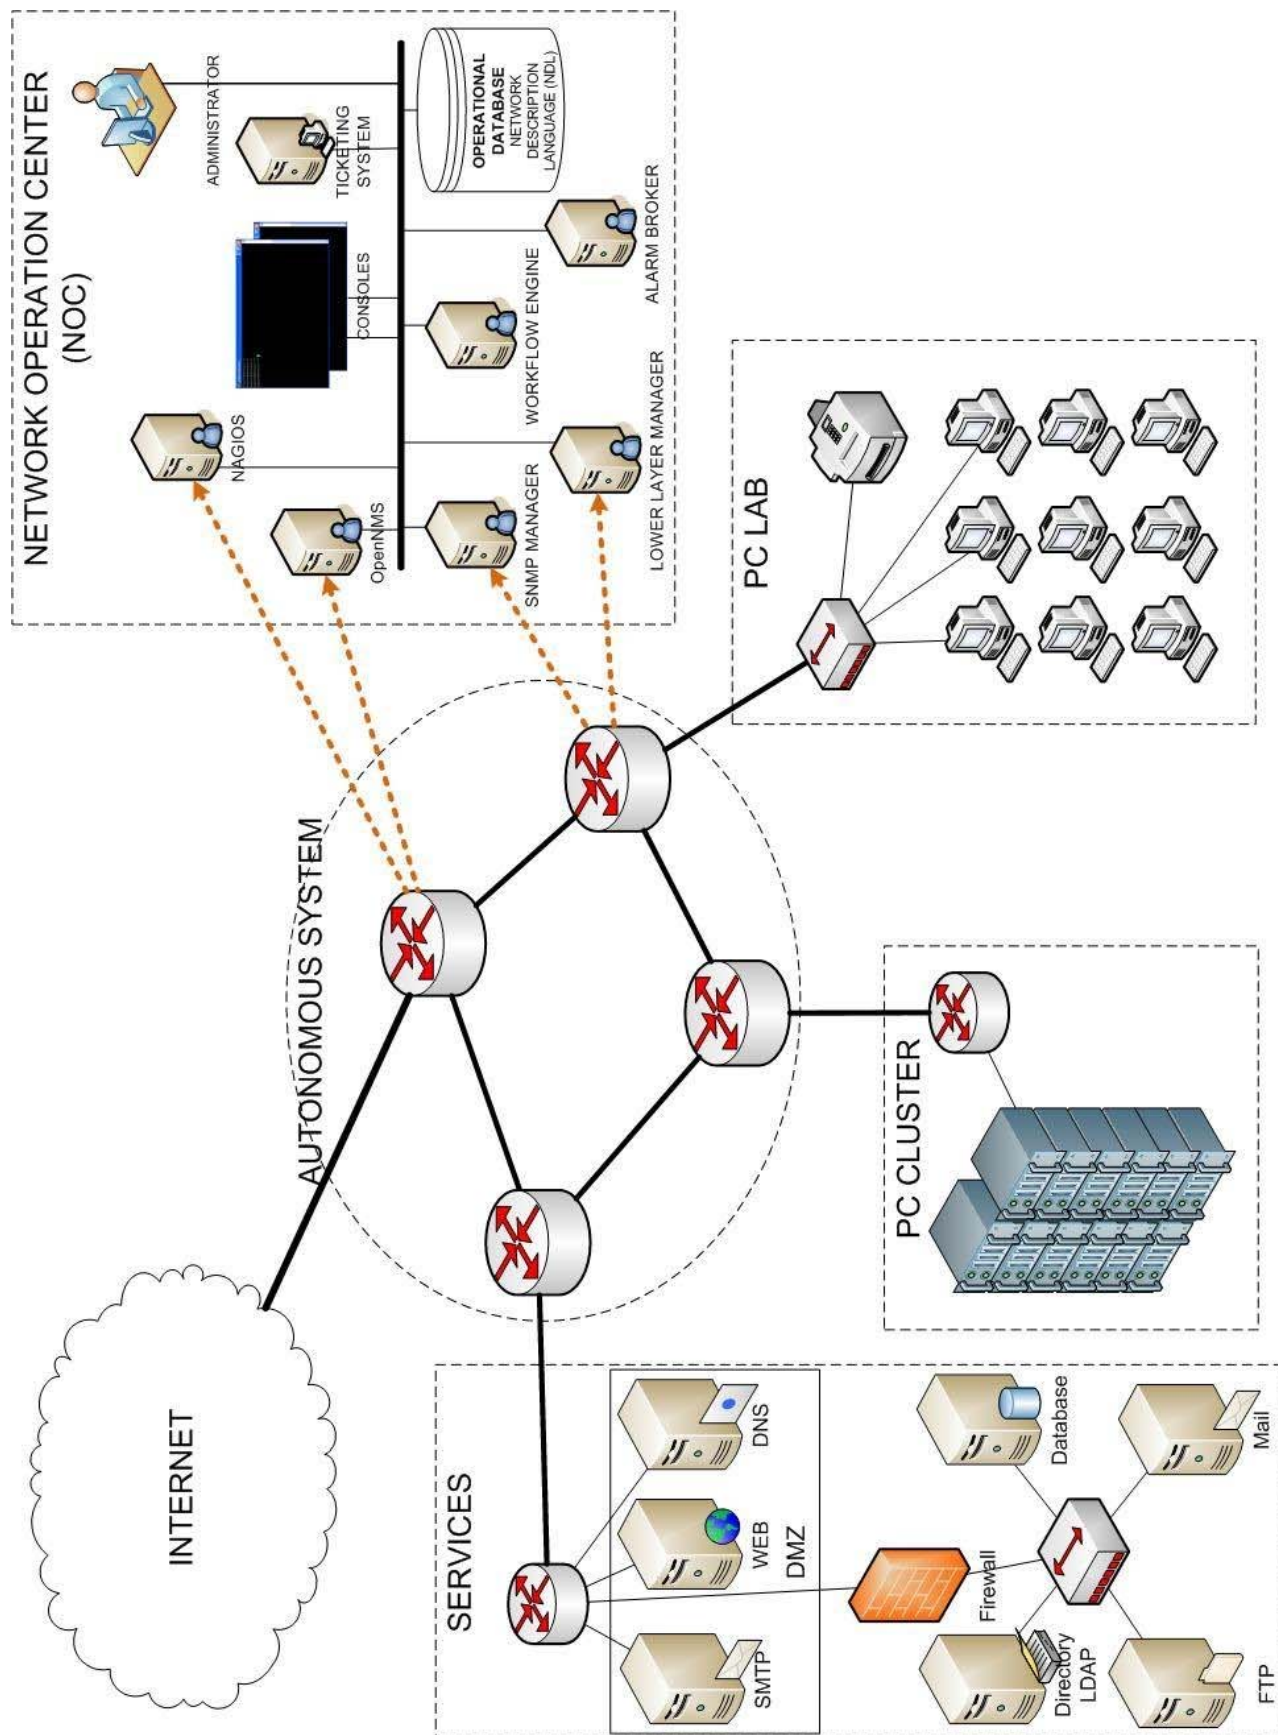 INTERNET
AUTONOMOUS SYSTEM
NETWORK OPERATION CENTER
(NOC)
NAGIOS
OpenNMS
CONSOLES
ADMINISTRATOR
TICKETING
SYSTEM
SNMP MANAGER
WORKFLOW ENGINE
OPERATIONAL
DATABASE
NETWORK
DESCRIPTION
LANGUAGE (NDL)
LOWER LAYER MANAGER
ALARM BROKER
SERVICES
SMTP
WEB
DNS
DMZ
Firewall
Directory
LDAP
Database
FTP
Mail
PC CLUSTER
PC LAB